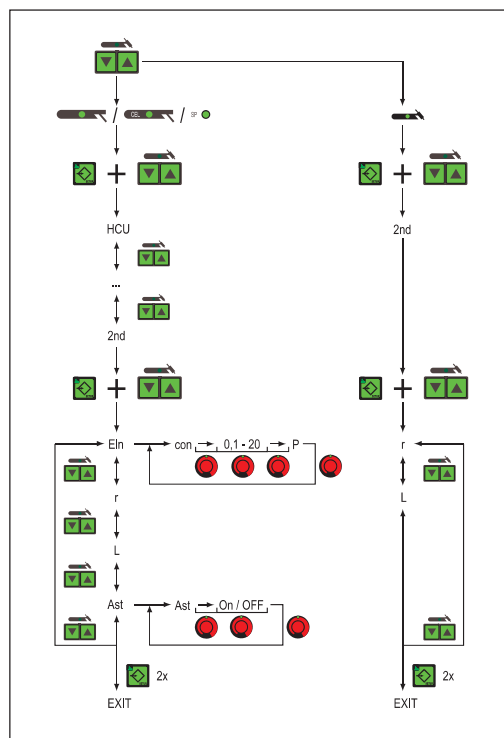 / CEL / SP
+ +
HCU 2nd
...
2nd
+ +
Eln con 0,1 - 20 P r
r L
L
Ast Ast On / OFF
2x 2x
EXIT EXIT